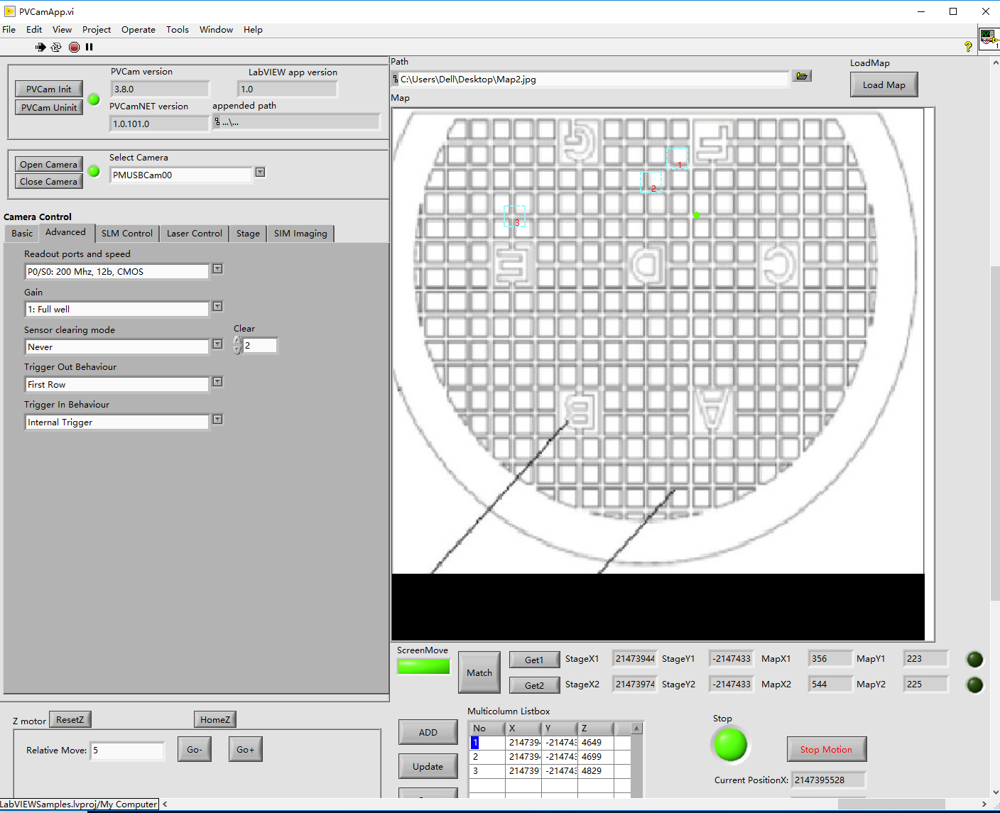 PVCamApp.vi
File Edit View Project Operate Tools Window Help
PVCam version
LabVIEW app version
PVCam Init
3.8.0
1.0
PVCam Uninit
PVCamNET version
appended path
1.0.101.0
...\...
Open Camera
Close Camera
Select Camera
PMUSBCam00
Camera Control
Basic Advanced SLM Control Laser Control Stage SIM Imaging
Readout ports and speed
P0/S0: 200 Mhz, 12b, CMOS
Gain
1: Full well
Sensor clearing mode
Never
Clear
2
Trigger Out Behaviour
First Row
Trigger In Behaviour
Internal Trigger
Z motor ResetZ HomeZ
Relative Move: 5 Go- Go+
LabVIEWSamples.lvproj/My Computer
Path
C:\Users\Dell\Desktop\Map2.jpg
LoadMap
Load Map
Map
G F
1
2
3
E D C
B A
ScreenMove
Match
Get1 StageX1 21473944 StageY1 -2147433 MapX1 356 MapY1 223
Get2 StageX2 21473974 StageY2 -2147433 MapX2 544 MapY2 225
Multicolumn Listbox
ADD
Update
No X Y Z
1 214739 -21474 4649
2 214739 -21474 4699
3 214739 -21474 4829
Stop
Stop Motion
Current PositionX: 2147395528